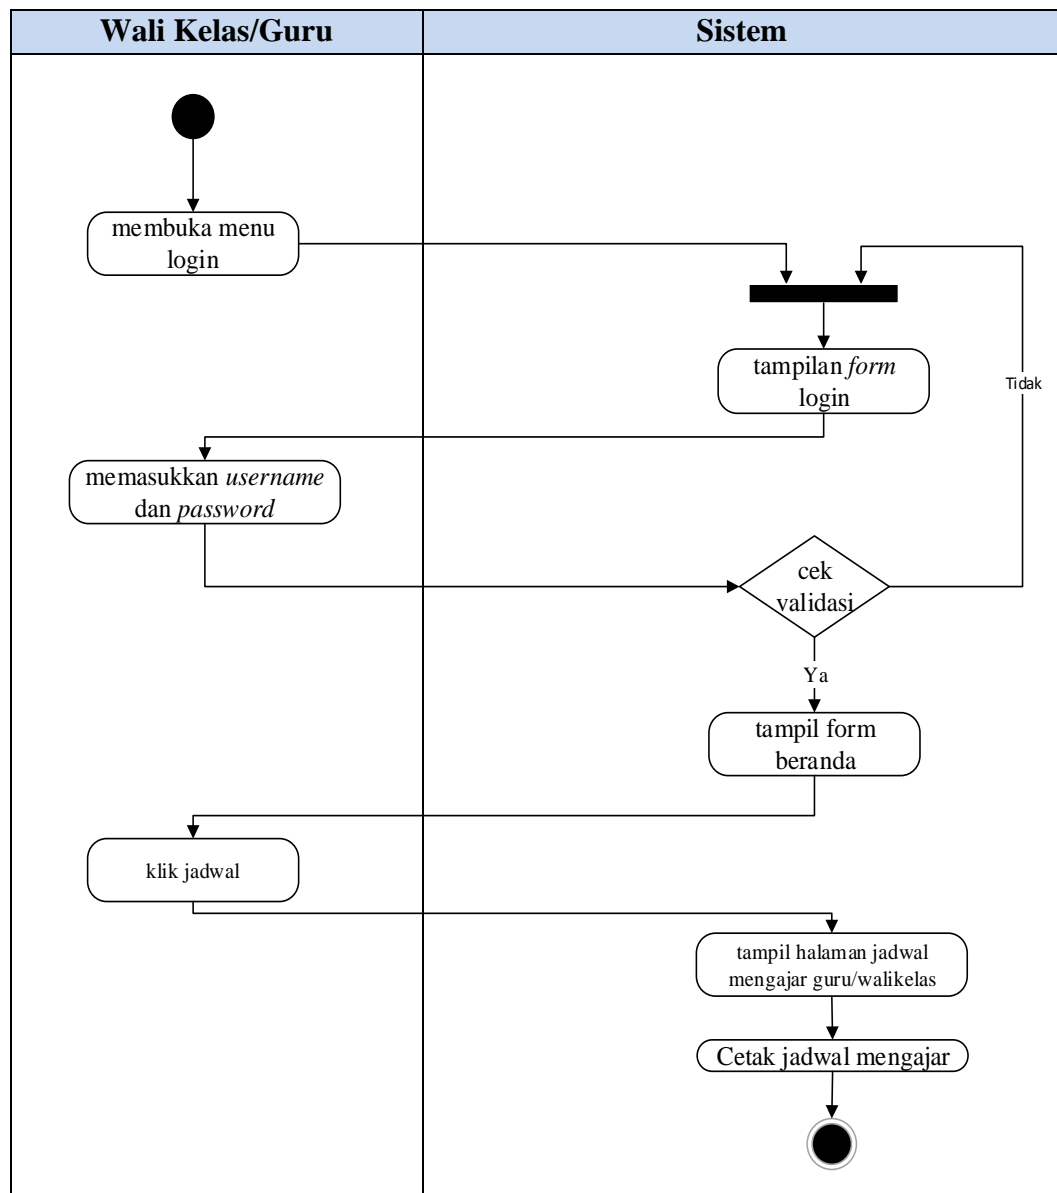 Wali Kelas/Guru
Sistem
membuka menu
login
tampilan form
login
Tidak
memasukkan username
dan password
cek
validasi
Ya
tampil form
beranda
klik jadwal
tampil halaman jadwal
mengajar guru/walikelas
Cetak jadwal mengajar